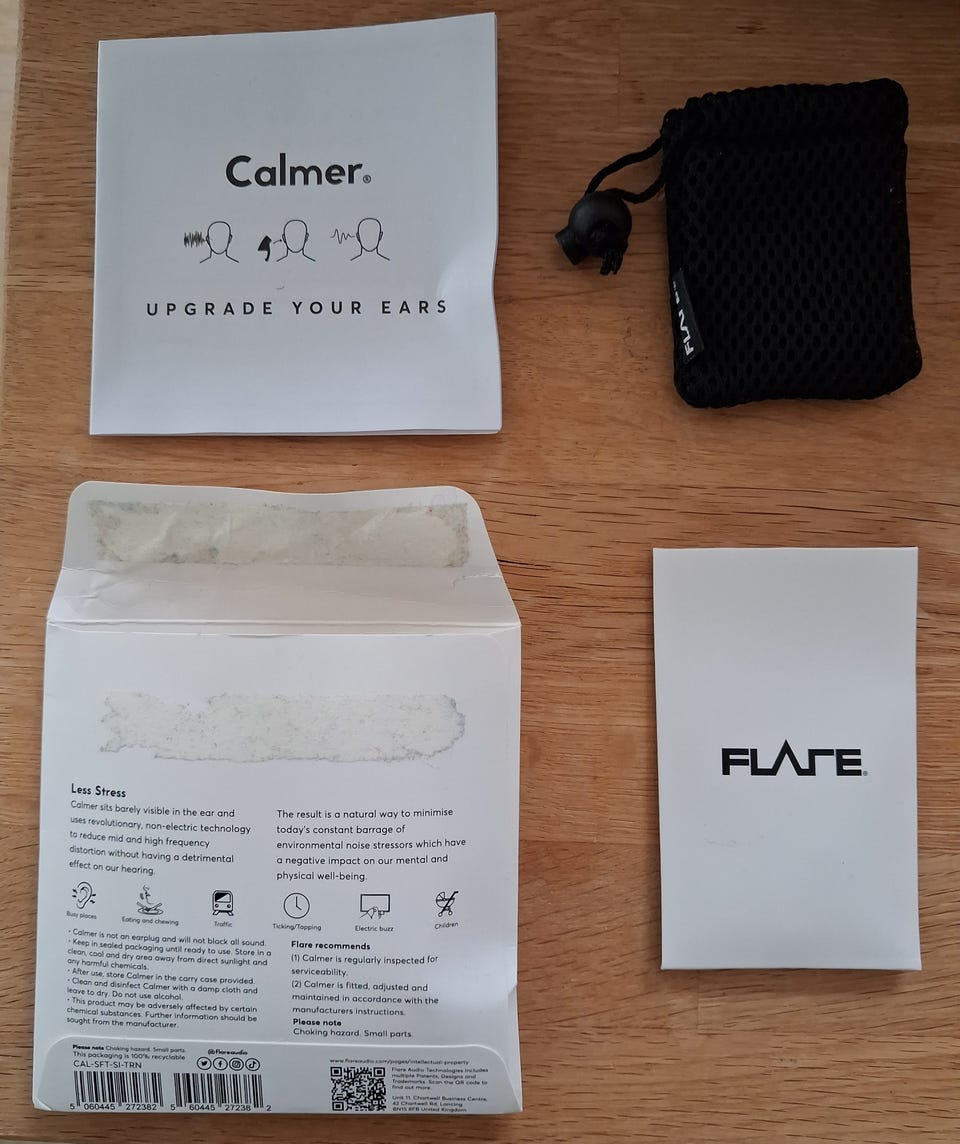 Calmer®
UPGRADE YOUR EARS
FLARE
Less Stress
Calmer sits barely visible in the ear and
uses revolutionary, non-electric technology
to reduce mid and high frequency
distortion without having a detrimental
effect on our hearing.
The result is a natural way to minimise
today's constant barrage of
environmental noise stressors which have
a negative impact on our mental and
physical well-being.
Busy places
Eating and chewing
Traffic
Ticking/Tapping
Electric buzz
Children
• Calmer is not an earplug and will not block all sound.
• Keep in sealed packaging until ready to use. Store in a
clean, cool and dry area away from direct sunlight and
any harmful chemicals.
• After use, store Calmer in the carry case provided.
• Clean and disinfect Calmer with a damp cloth and
leave to dry. Do not use alcohol.
• This product may be adversely affected by certain
chemical substances. Further information should be
sought from the manufacturer.
Flare recommends
(1) Calmer is regularly inspected for
serviceability.
(2) Calmer is fitted, adjusted and
maintained in accordance with the
manufacturers instructions.
Please note
Choking hazard. Small parts.
Please note Choking hazard. Small parts.
This packaging is 100% recyclable
CAL-SFT-SI-TRN
@flareaudio
5 060445 272382
5 60445 27238 2
www.flareaudio.com/pages/intellectual-property
Flare Audio Technologies includes
multiple Patents, Designs and
Trademarks. Scan the QR code to
find out more.
Unit 11, Chartwell Business Centre,
42 Chartwell Rd, Lancing
BN15 8FB United Kingdom
FLARE®